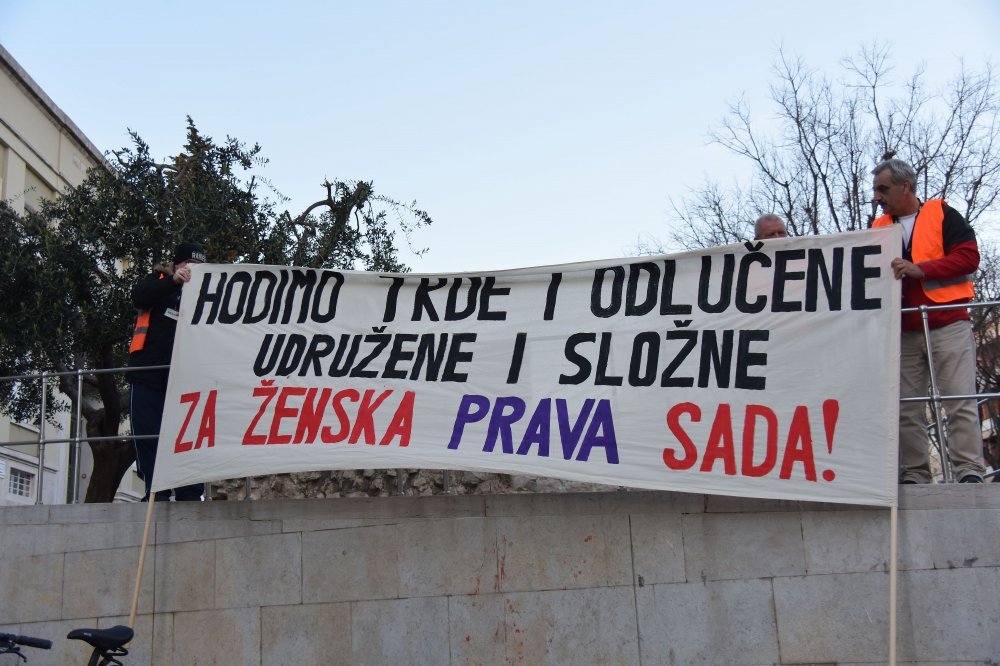 HODIMO TRDE I ODLUČENE
UDRUŽENE I SLOŽNE
ZA ŽENSKA PRAVA SADA!